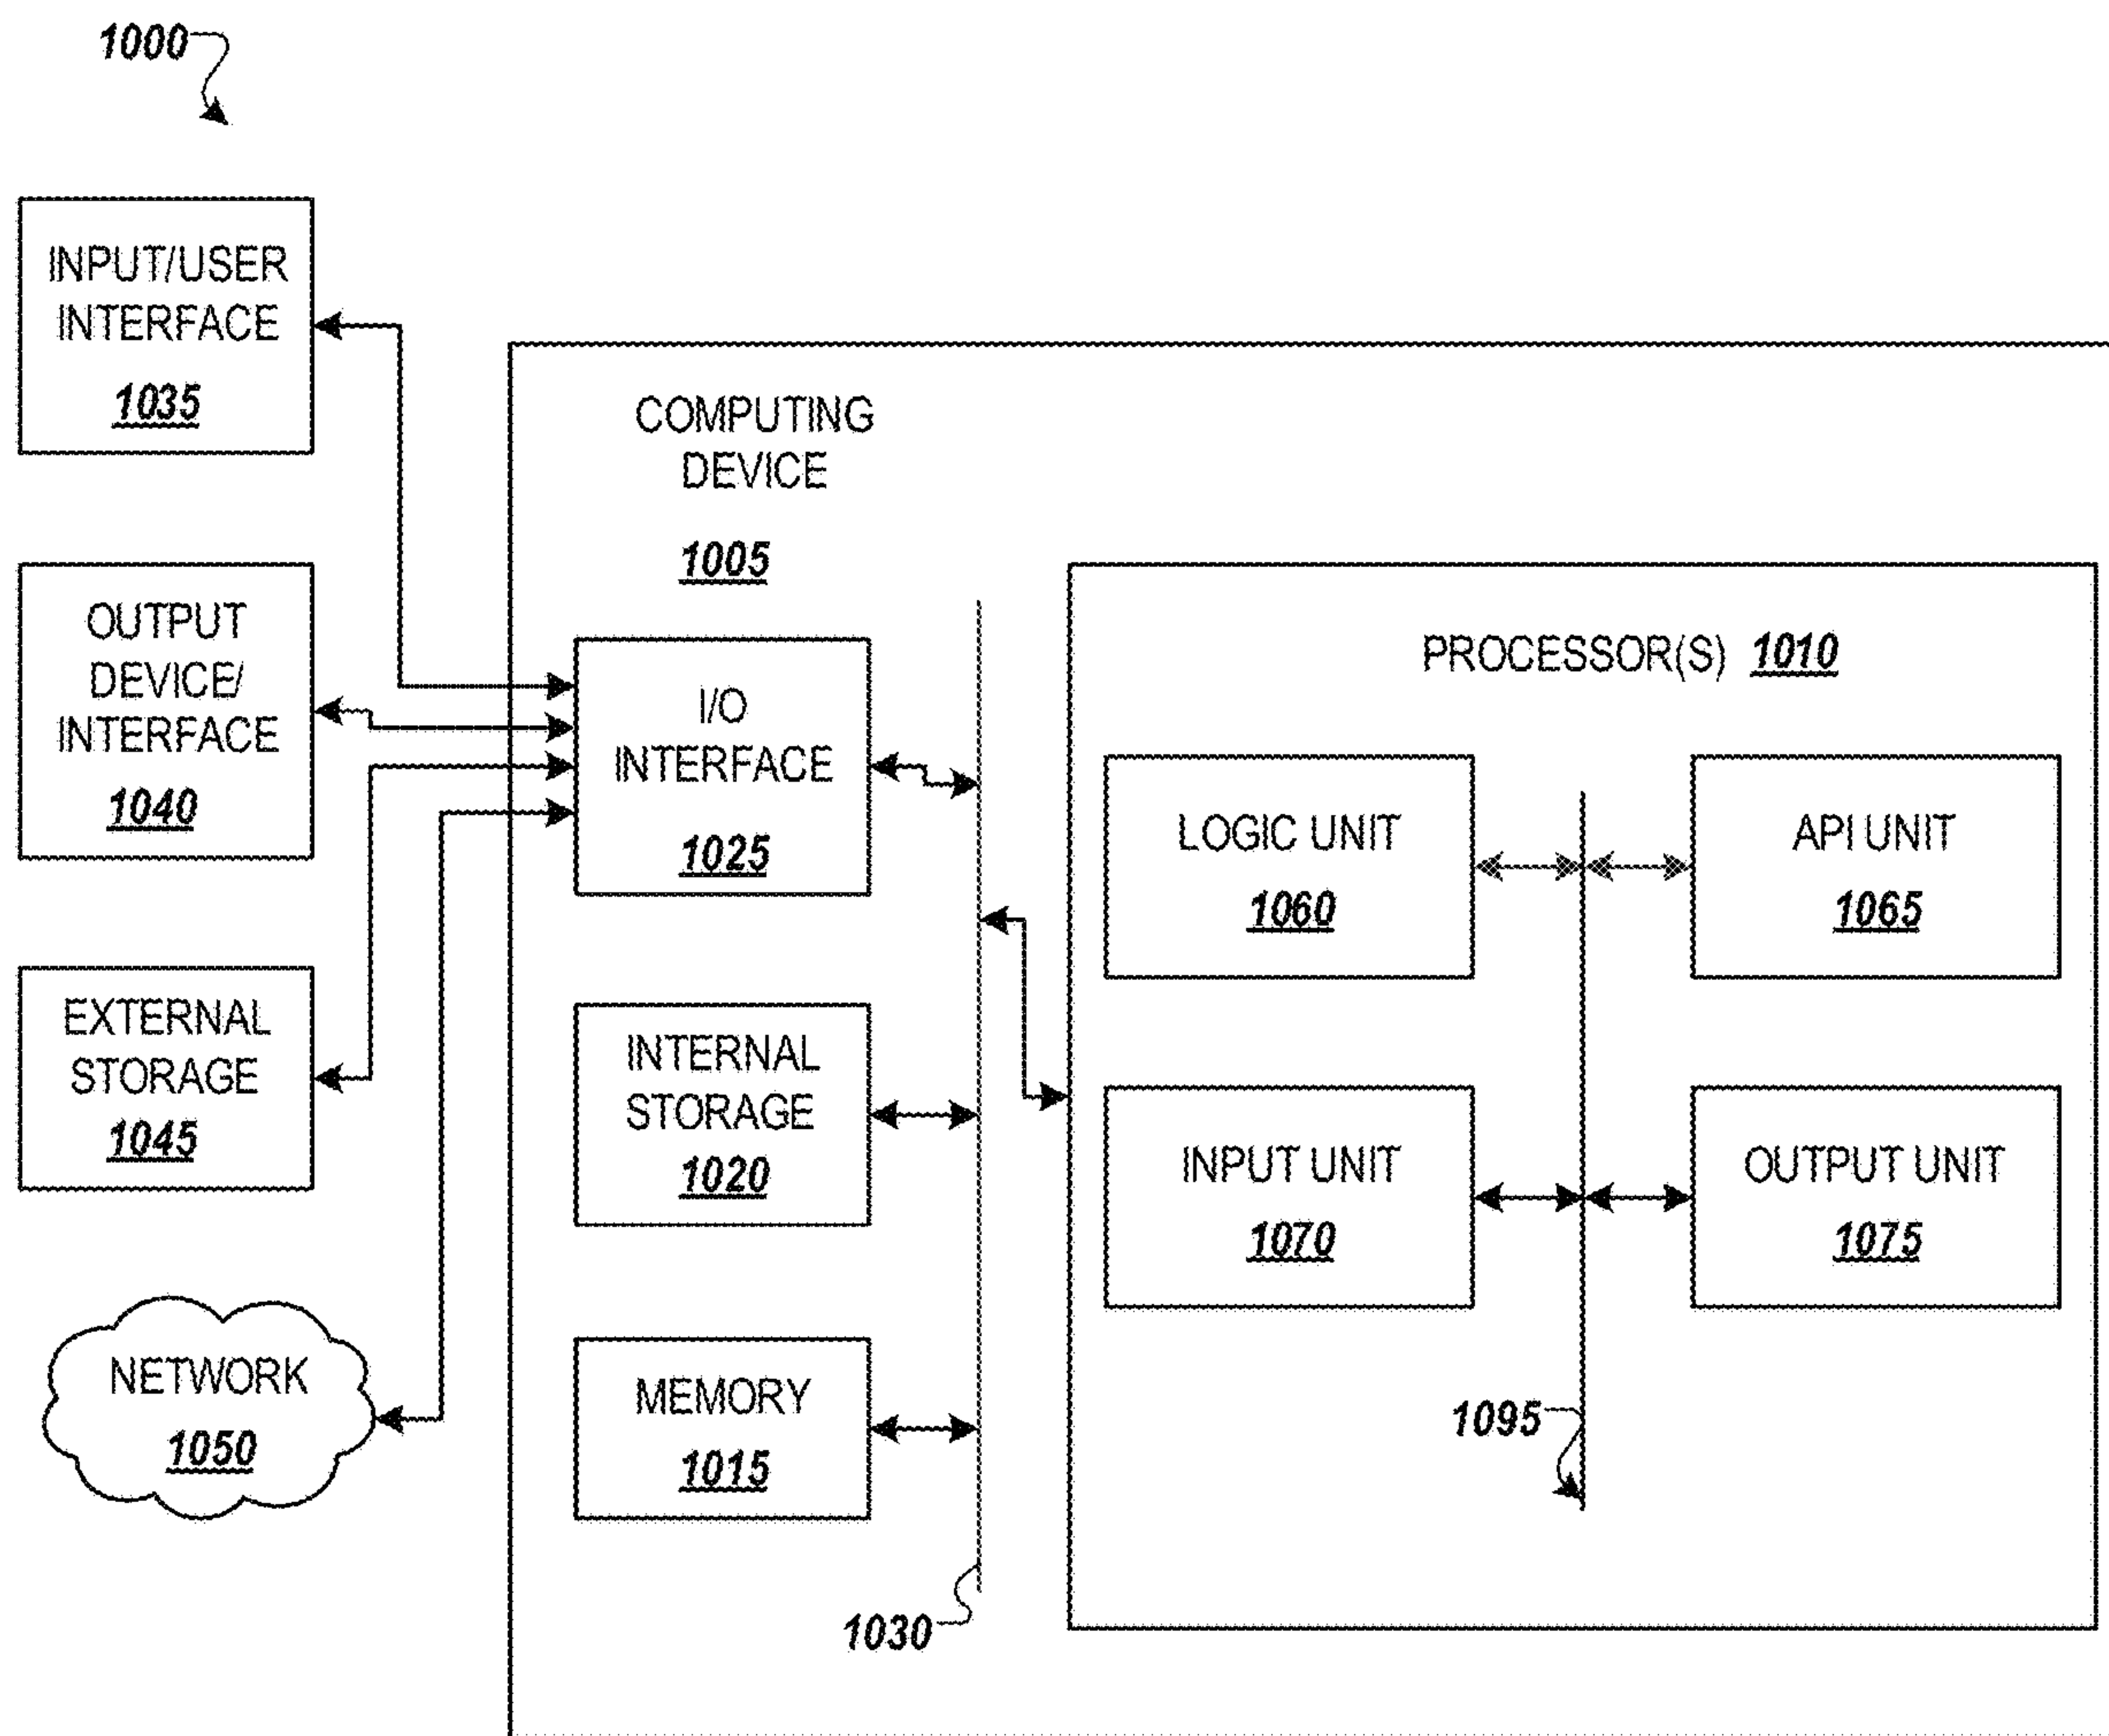 1000
INPUT/USER
INTERFACE
1035
OUTPUT
DEVICE/
INTERFACE
1040
EXTERNAL
STORAGE
1045
NETWORK
1050
COMPUTING
DEVICE
1005
I/O
INTERFACE
1025
INTERNAL
STORAGE
1020
MEMORY
1015
1030
PROCESSOR(S) 1010
LOGIC UNIT
1060
API UNIT
1065
INPUT UNIT
1070
OUTPUT UNIT
1075
1095